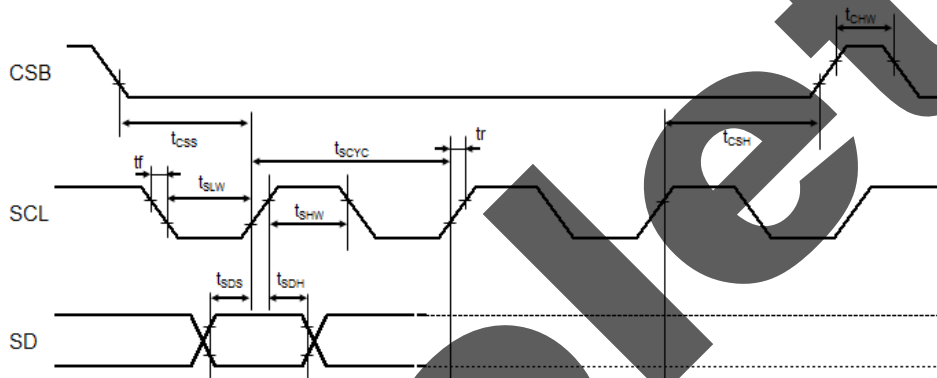 tCHW
CSB
tCSS
tCSH
tSCYC
tr
tf
tSLW
SCL
tSHW
tSDS
tSDH
SD